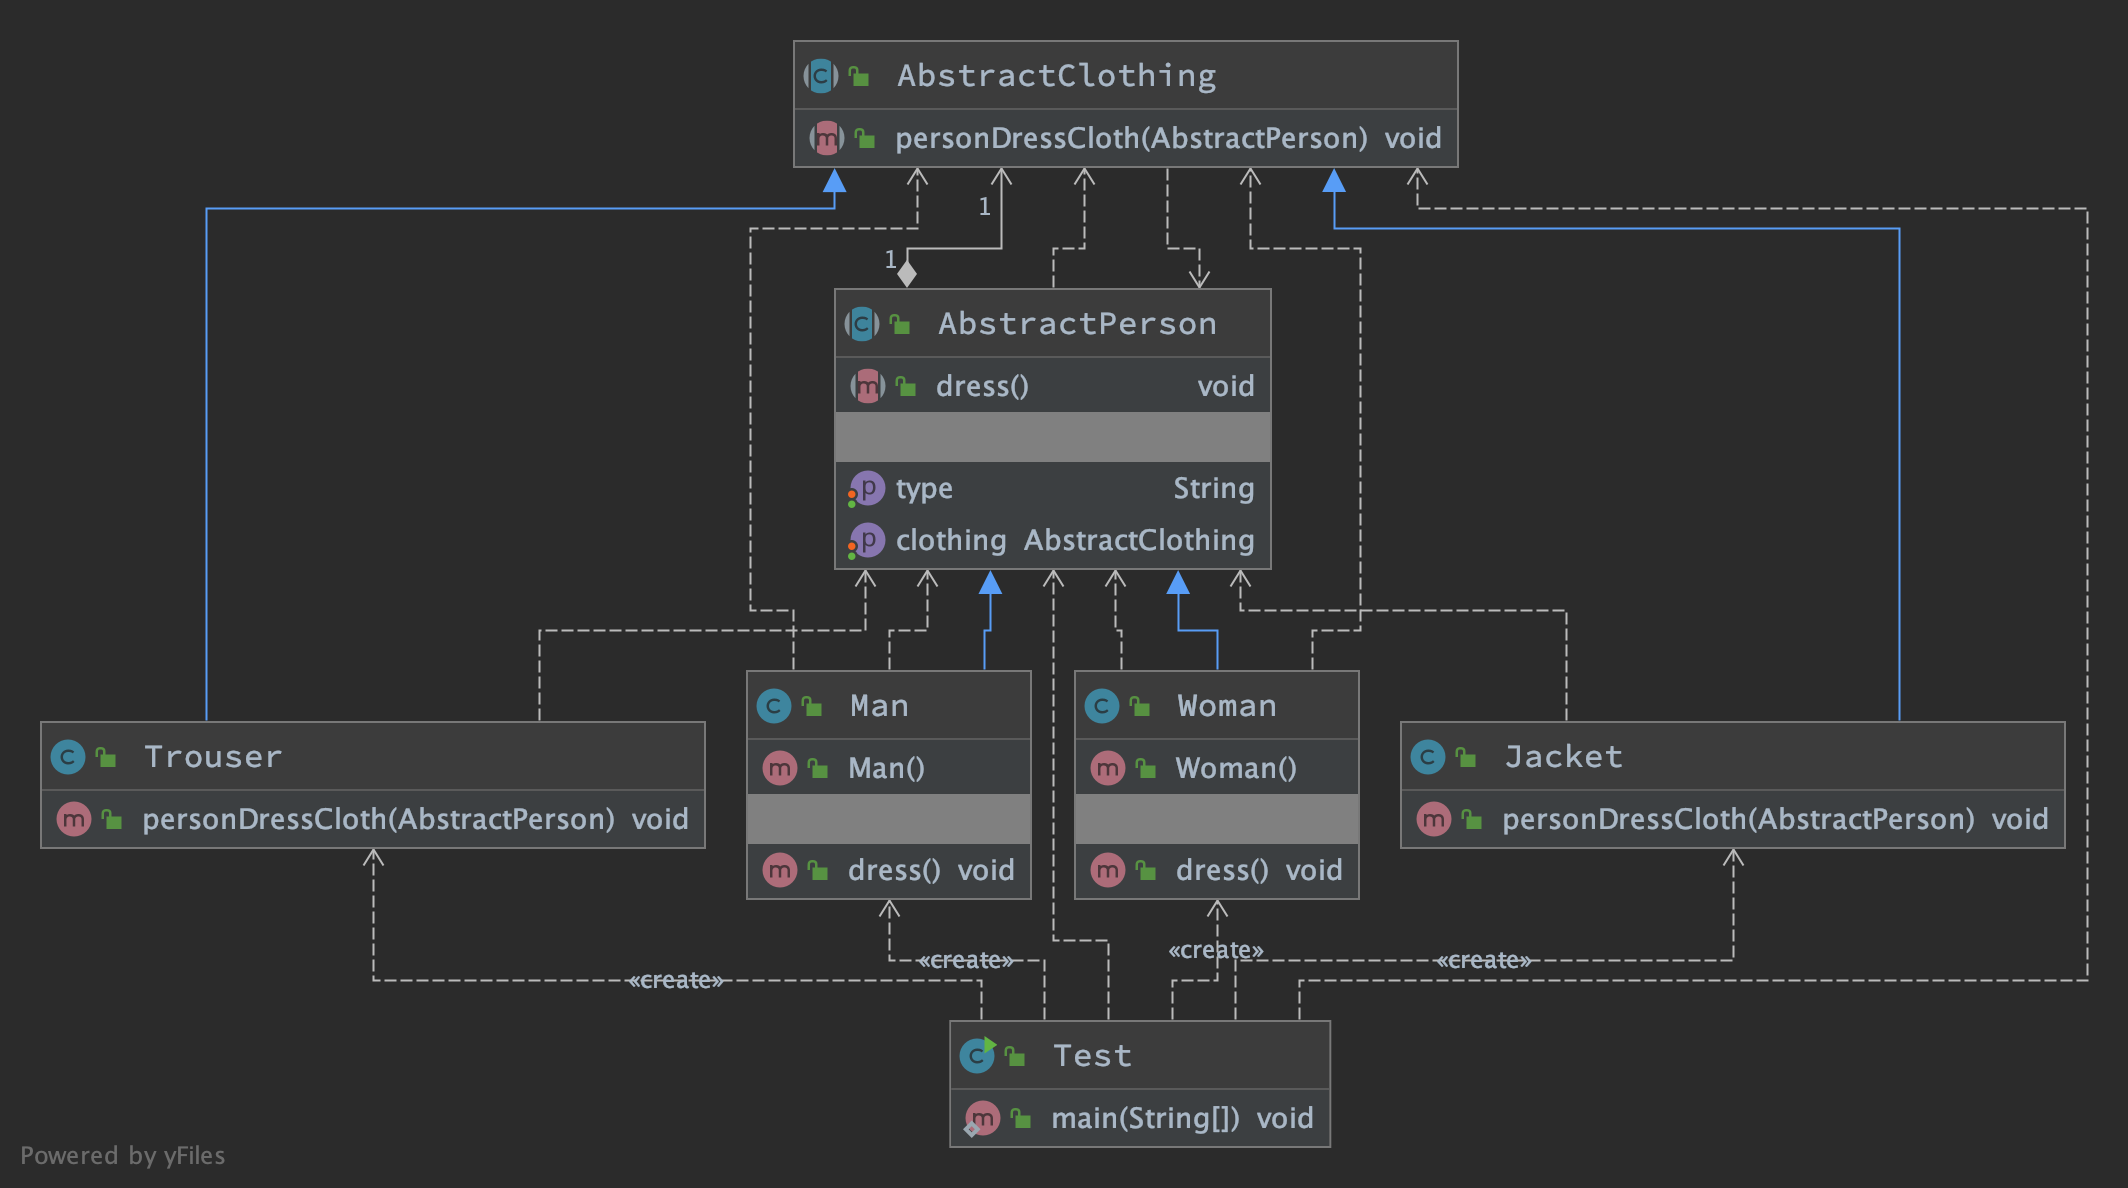 AbstractClothing
personDressCloth(AbstractPerson) void
1
1
AbstractPerson
dress() void
type String
clothing AbstractClothing
Man
Man()
dress() void
Woman
Woman()
dress() void
Trouser
personDressCloth(AbstractPerson) void
Jacket
personDressCloth(AbstractPerson) void
«create»
«create»
«create»
«create»
Test
main(String[]) void
Powered by yFiles